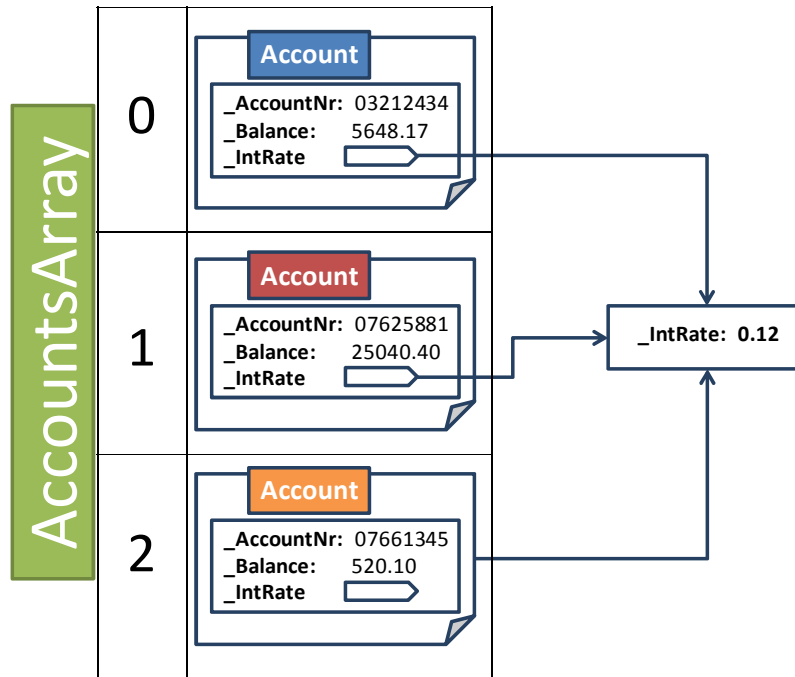 AccountsArray
0
Account
_AccountNr: 03212434
_Balance: 5648.17
_IntRate
1
Account
_AccountNr: 07625881
_Balance: 25040.40
_IntRate
_IntRate: 0.12
2
Account
_AccountNr: 07661345
_Balance: 520.10
_IntRate